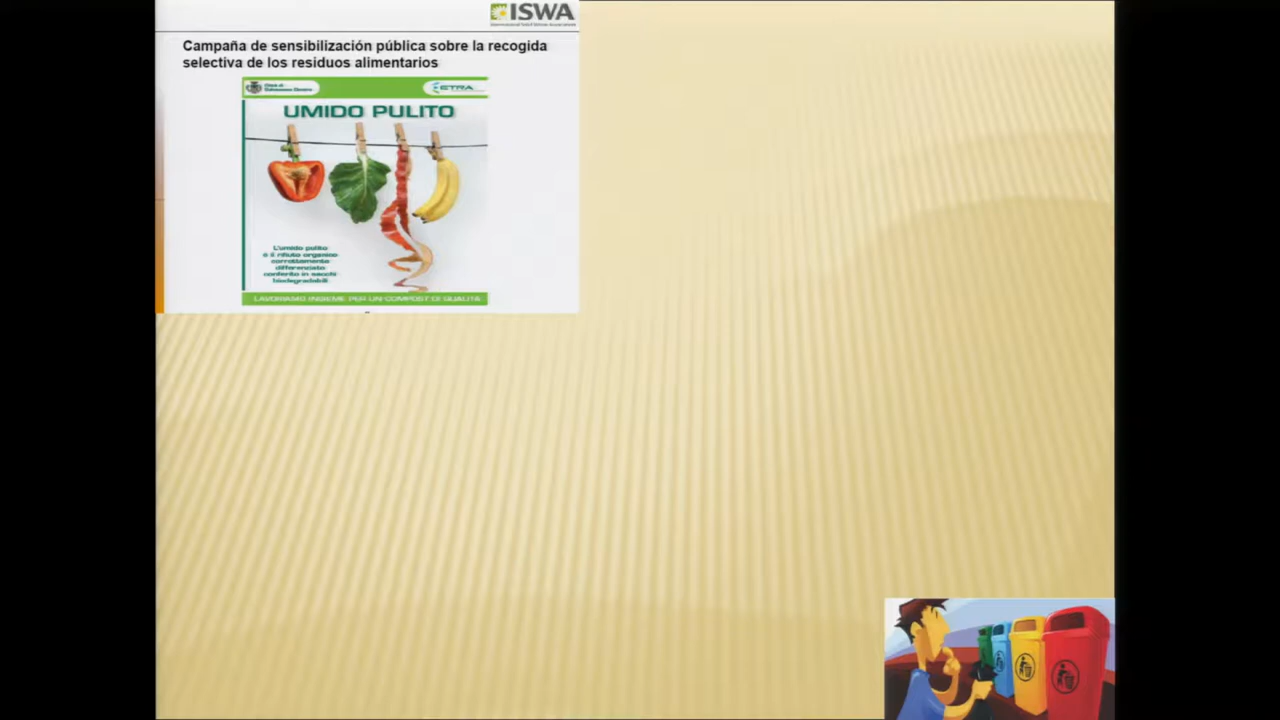 ISWA
Campaña de sensibilización pública sobre la recogida
selectiva de los residuos alimentarios
ETRA
UMIDO PULITO
L'umido pulito
è il rifiuto organico
correttamente
differenziato
conferito in sacchi
biodegradabili
LAVORIAMO INSIEME PER UN COMPOST DI QUALITÀ